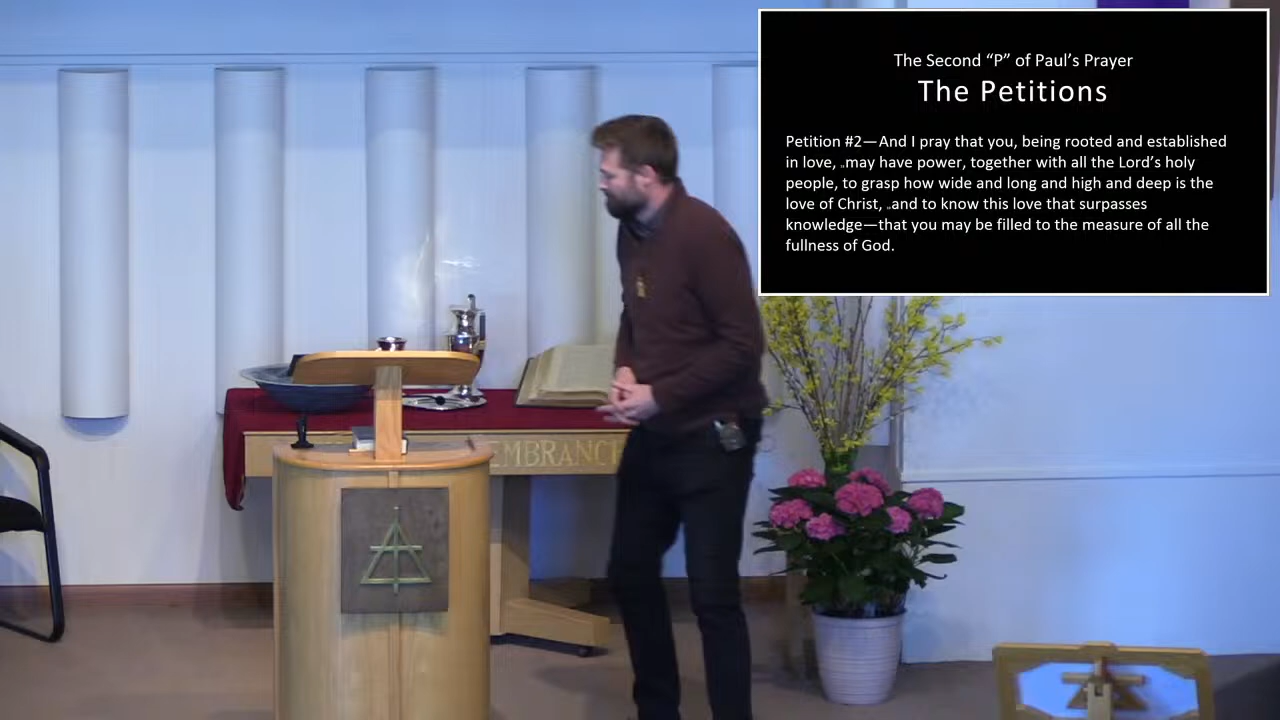 The Second “P” of Paul’s Prayer
The Petitions
Petition #2—And I pray that you, being rooted and established
in love, may have power, together with all the Lord’s holy
people, to grasp how wide and long and high and deep is the
love of Christ, and to know this love that surpasses
knowledge—that you may be filled to the measure of all the
fullness of God.
EMBRANCE